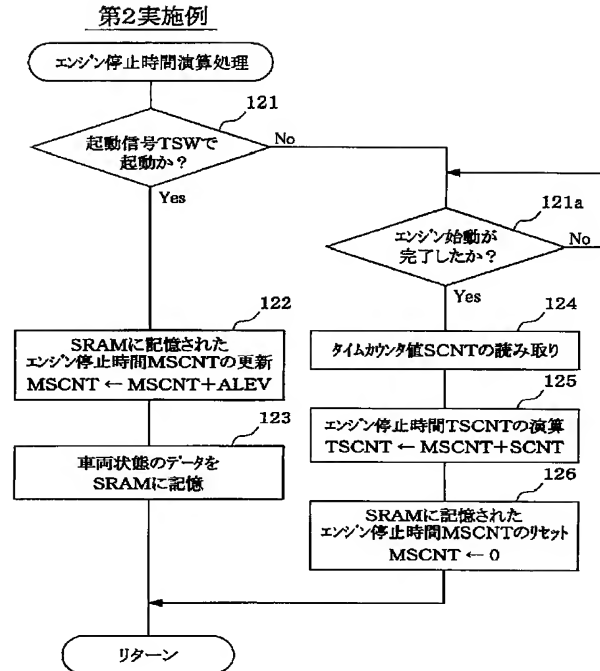 第2実施例
エンジン停止時間演算処理
121
起動信号TSWで
起動か？
No
Yes
121a
エンジン始動が
完了したか？
No
Yes
122
SRAMに記憶された
エンジン停止時間MSCNTの更新
MSCNT ← MSCNT+ALEV
123
車両状態のデータを
SRAMに記憶
124
タイムカウンタ値SCNTの読み取り
125
エンジン停止時間TSCNTの演算
TSCNT ← MSCNT+SCNT
126
SRAMに記憶された
エンジン停止時間MSCNTのリセット
MSCNT ← 0
リターン